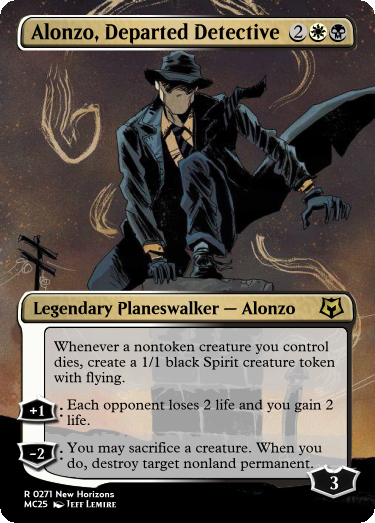 Alonzo, Departed Detective 2
Legendary Planeswalker — Alonzo
Whenever a nontoken creature you control
dies, create a 1/1 black Spirit creature token
with flying.
+1 : Each opponent loses 2 life and you gain 2
life.
-2 : You may sacrifice a creature. When you
do, destroy target nonland permanent.
3
R 0271 New Horizons
MC25 Jeff Lemire